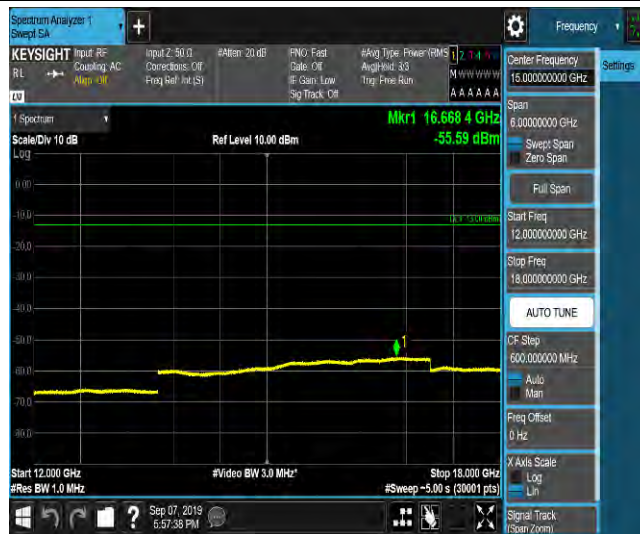 Spectrum Analyzer 1
Swept SA
+
Frequency
KEYSIGHT
RL
Input: RF
Coupling: AC
Align: Off
Input Z: 50 Ω
Corrections: Off
Freq Ref: Int (S)
#Atten: 20 dB
PNO: Fast
Gate: Off
IF Gain: Low
Sig Track: Off
#Avg Type: Power (RMS
Avg|Hold: 3/3
Trig: Free Run
M W W W W W
A A A A A A
1 Spectrum
Scale/Div 10 dB
Ref Level 10.00 dBm
Mkr1 16.668 4 GHz
-55.59 dBm
Log
0.00
-10.0
-20.0
-30.0
-40.0
-50.0
-60.0
-70.0
-80.0
1
Start 12.000 GHz
#Video BW 3.0 MHz*
Stop 18.000 GHz
#Res BW 1.0 MHz
#Sweep ~5.00 s (30001 pts)
Sep 07, 2019
5:57:38 PM
Settings
Center Frequency
15.000000000 GHz
Span
6.00000000 GHz
Swept Span
Zero Span
Full Span
Start Freq
12.000000000 GHz
Stop Freq
18.000000000 GHz
AUTO TUNE
CF Step
600.000000 MHz
Auto
Man
Freq Offset
0 Hz
X Axis Scale
Log
Lin
Signal Track
(Span Zoom)